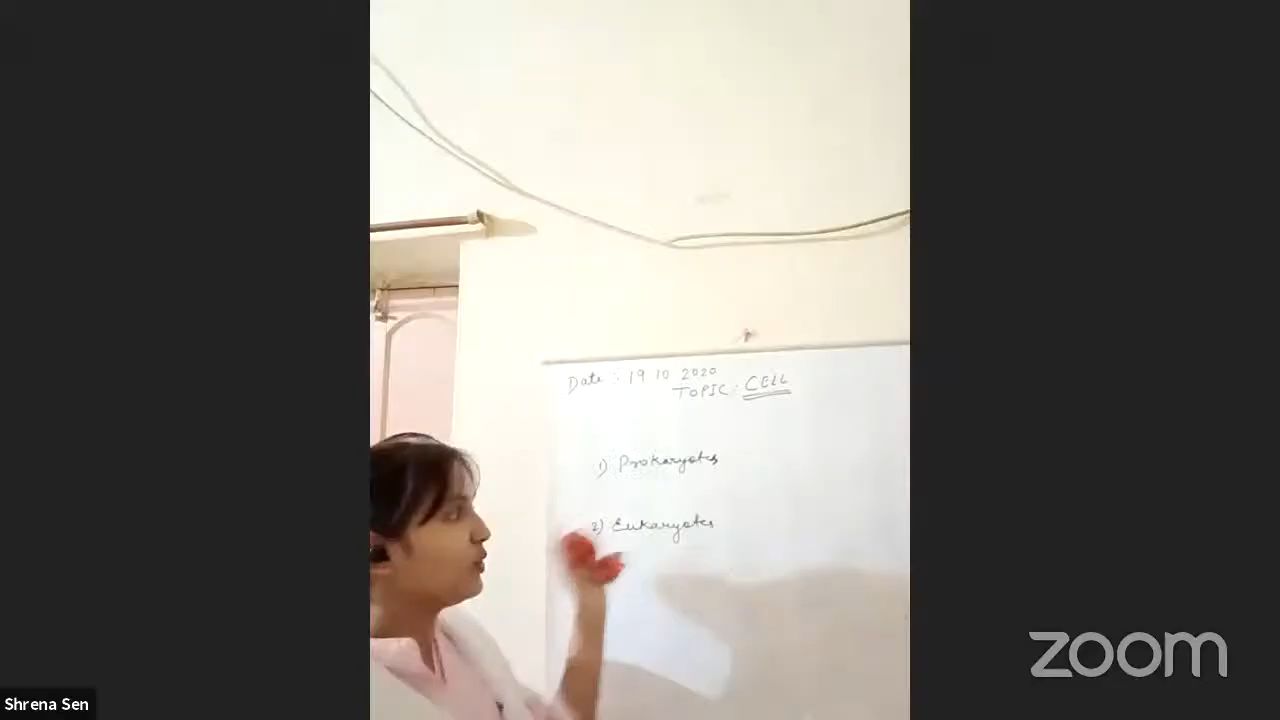 Date :- 19 10 2020
TOPIC : CELL
1) Prokaryotes
2) Eukaryotes
zoom
Shrena Sen